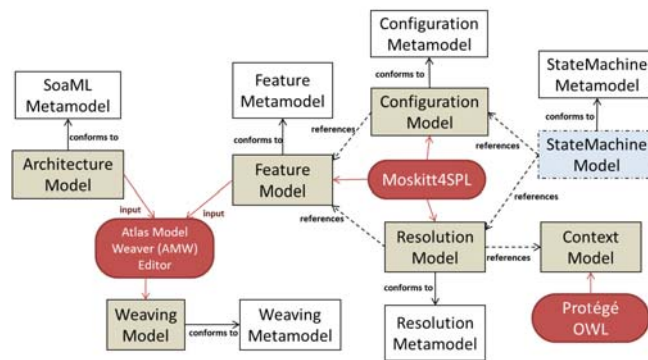 Configuration
Metamodel
SoaML
Metamodel
Feature
Metamodel
StateMachine
Metamodel
conforms to
conforms to
conforms to
conforms to
Configuration
Model
references
references
Architecture
Model
Feature
Model
Moskitt4SPL
StateMachine
Model
input
input
references
references
Atlas Model
Weaver (AMW)
Editor
Resolution
Model
references
Context
Model
Weaving
Model
conforms to
Weaving
Metamodel
conforms to
Resolution
Metamodel
Protégé
OWL